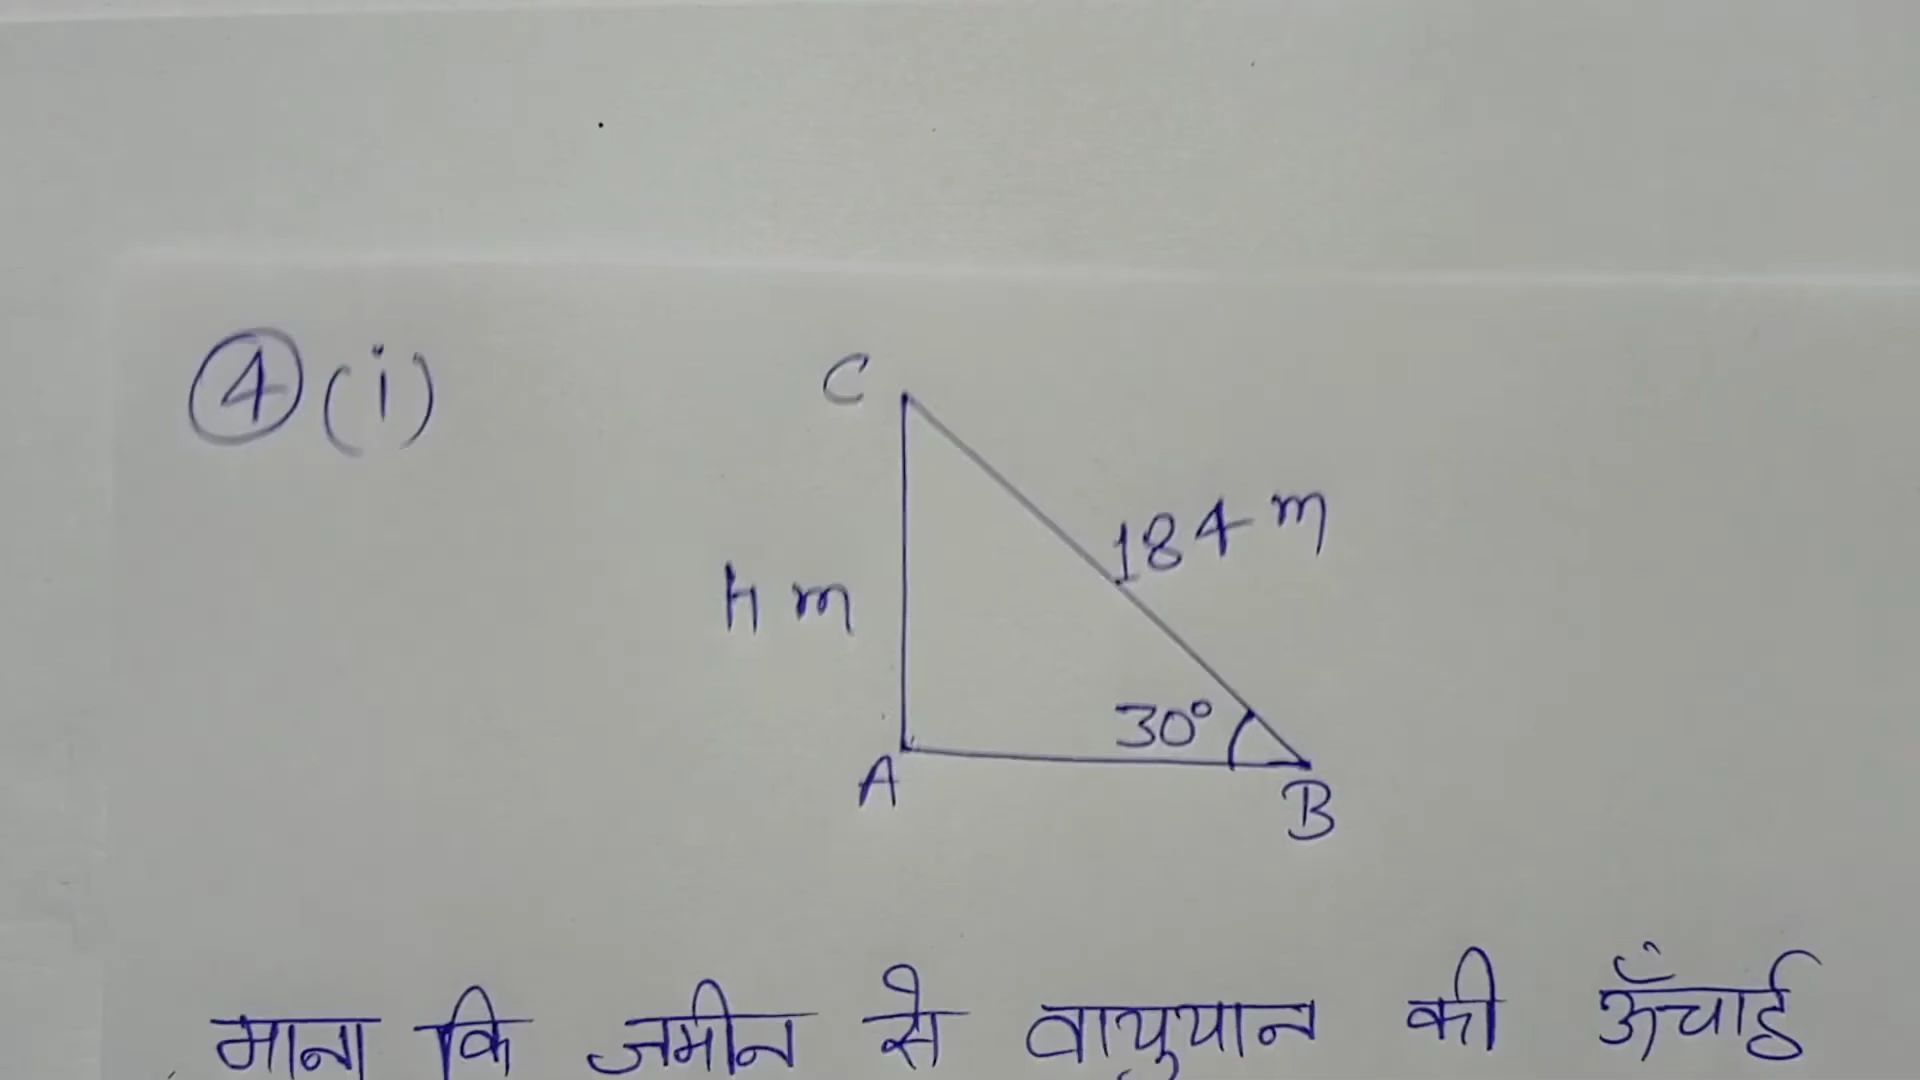 ④ (i)
C
184 m
H m
30°
A
B
माना कि जमीन से वायुयान की ऊँचाई